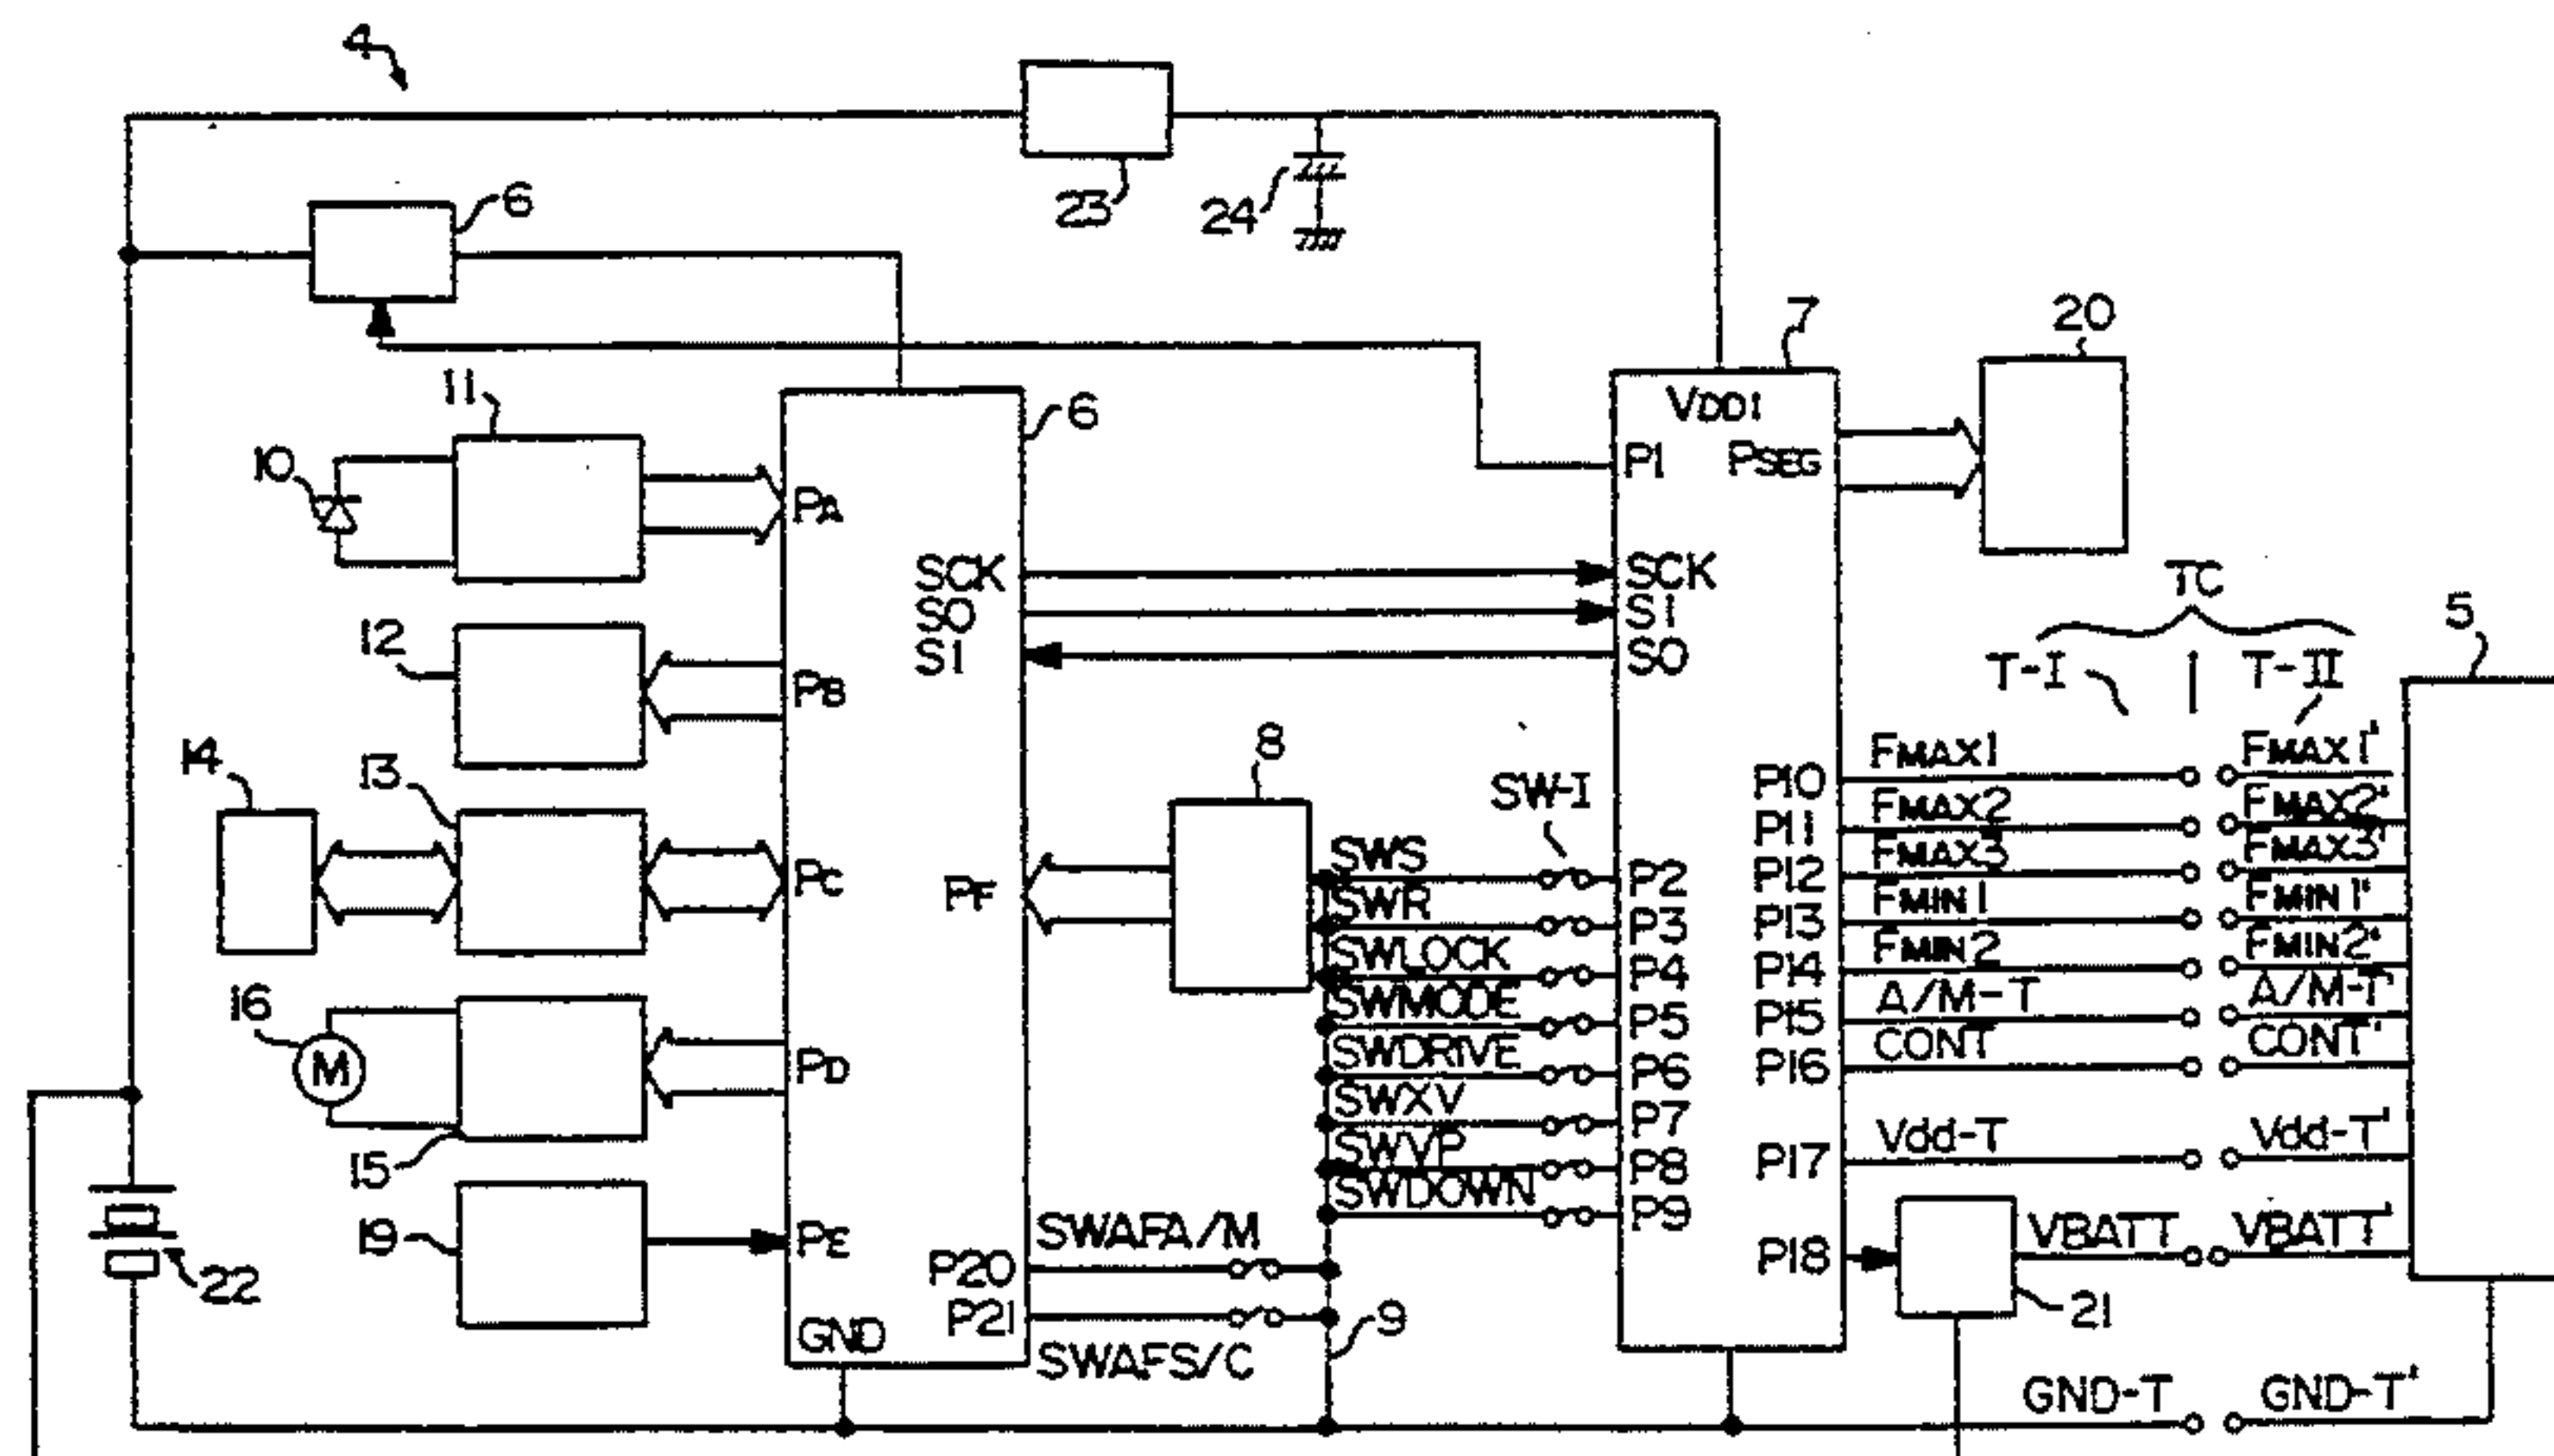 4
23
24
6
7
20
11
6
VDD1
10
P1
PSEG
PA
SCK
SCK
TC
SO
S1
5
12
S1
SO
T-I
T-II
PB
8
14
13
SW-I
FMAX1
FMAX1'
P10
FMAX2
FMAX2'
P11
SWS
FMAX3
FMAX3'
PC
PF
P2
P12
SWR
FMIN1
FMIN1'
P3
P13
SWLOCK
FMIN2
FMIN2'
P4
P14
16
SWMODE
A/M-T
A/M-T'
P5
P15
M
SWDRIVE
CONT
CONT'
PD
P6
P16
SWXV
P7
Vdd-T
Vdd-T'
15
SWVP
P8
P17
SWDOWN
P9
19
PE
SWAFA/M
VBATT
VBATT'
22
P20
P18
P21
9
21
GND
SWAFS/C
GND-T
GND-T'